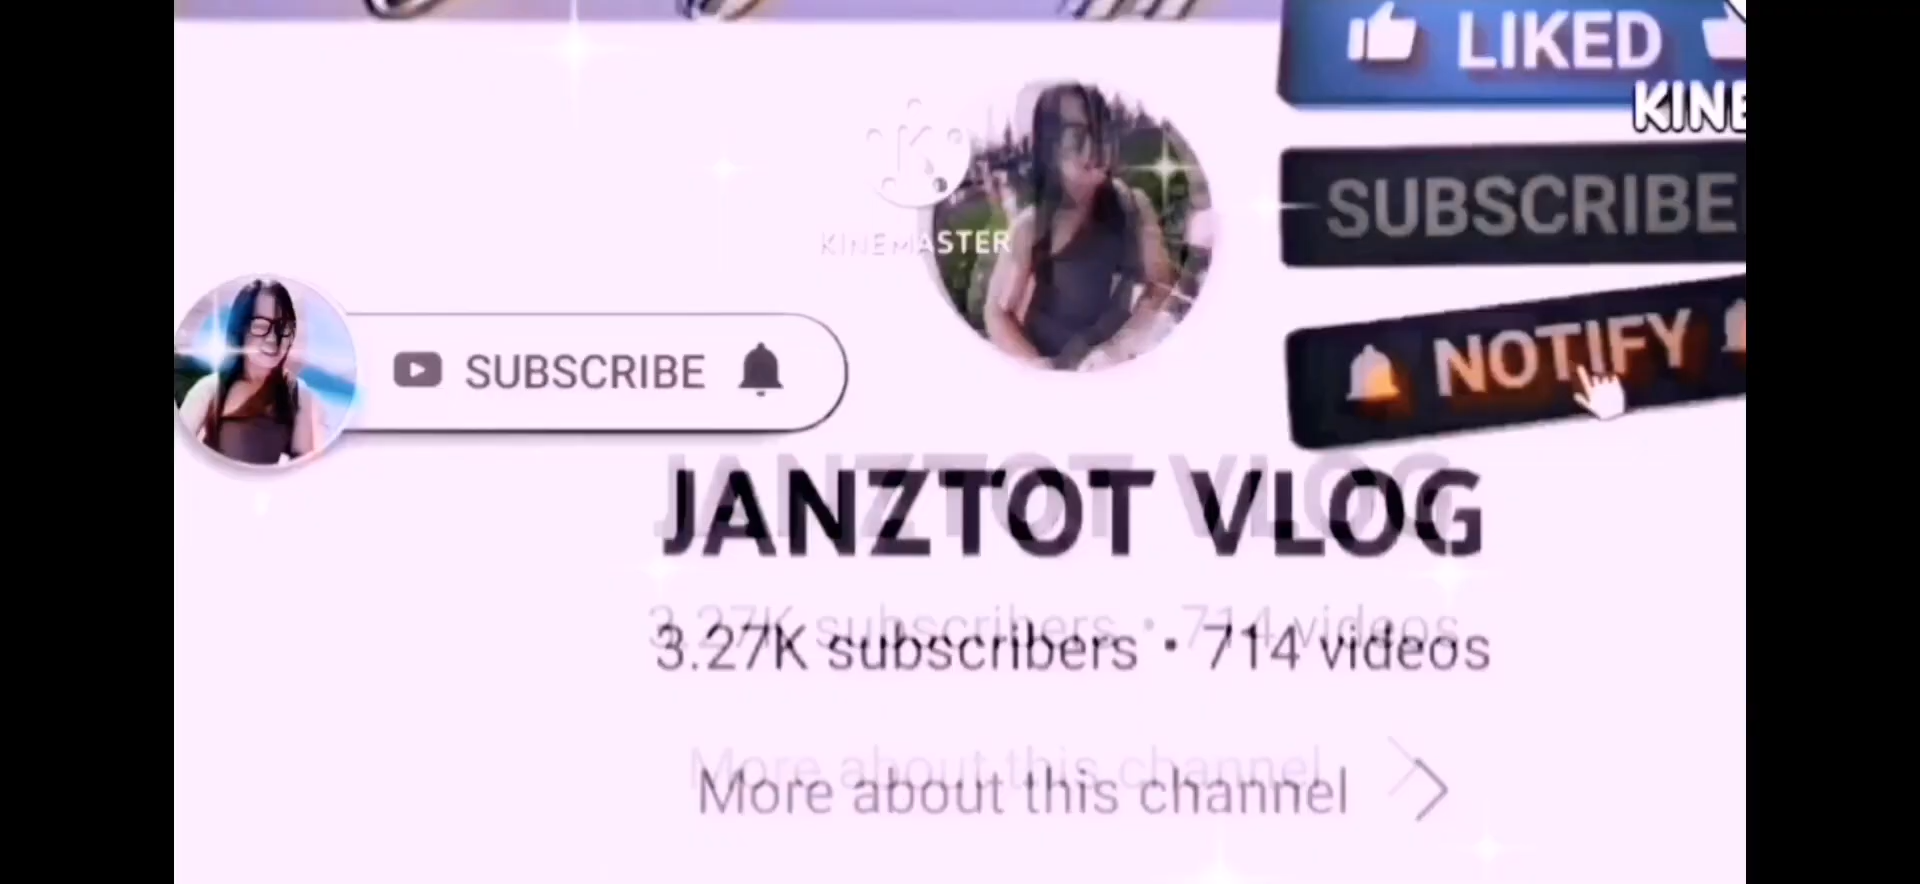 LIKED
KINE
KINEMASTER
SUBSCRIBE
SUBSCRIBE
NOTIFY
JANZTOT VLOG
3.27K subscribers • 714 videos
More about this channel